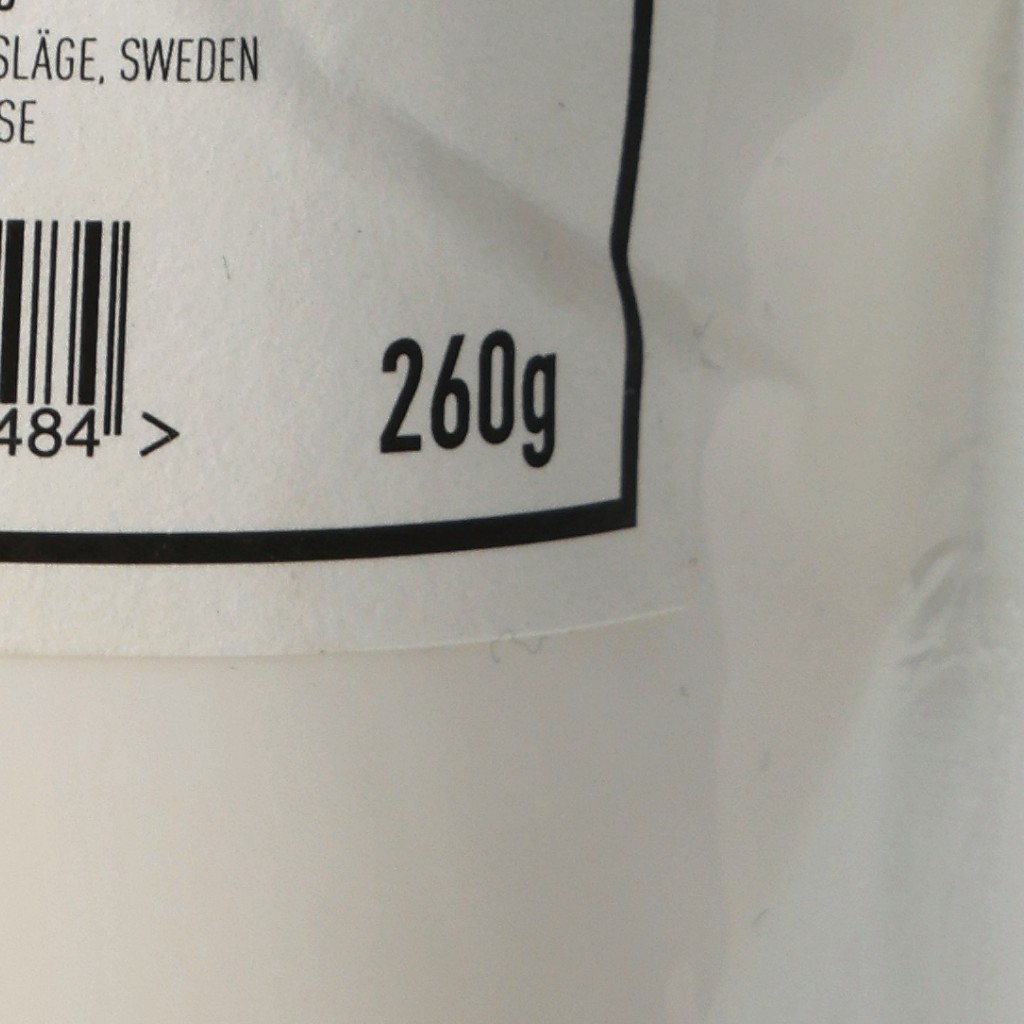 SLÄGE, SWEDEN
SE
484 >
260g